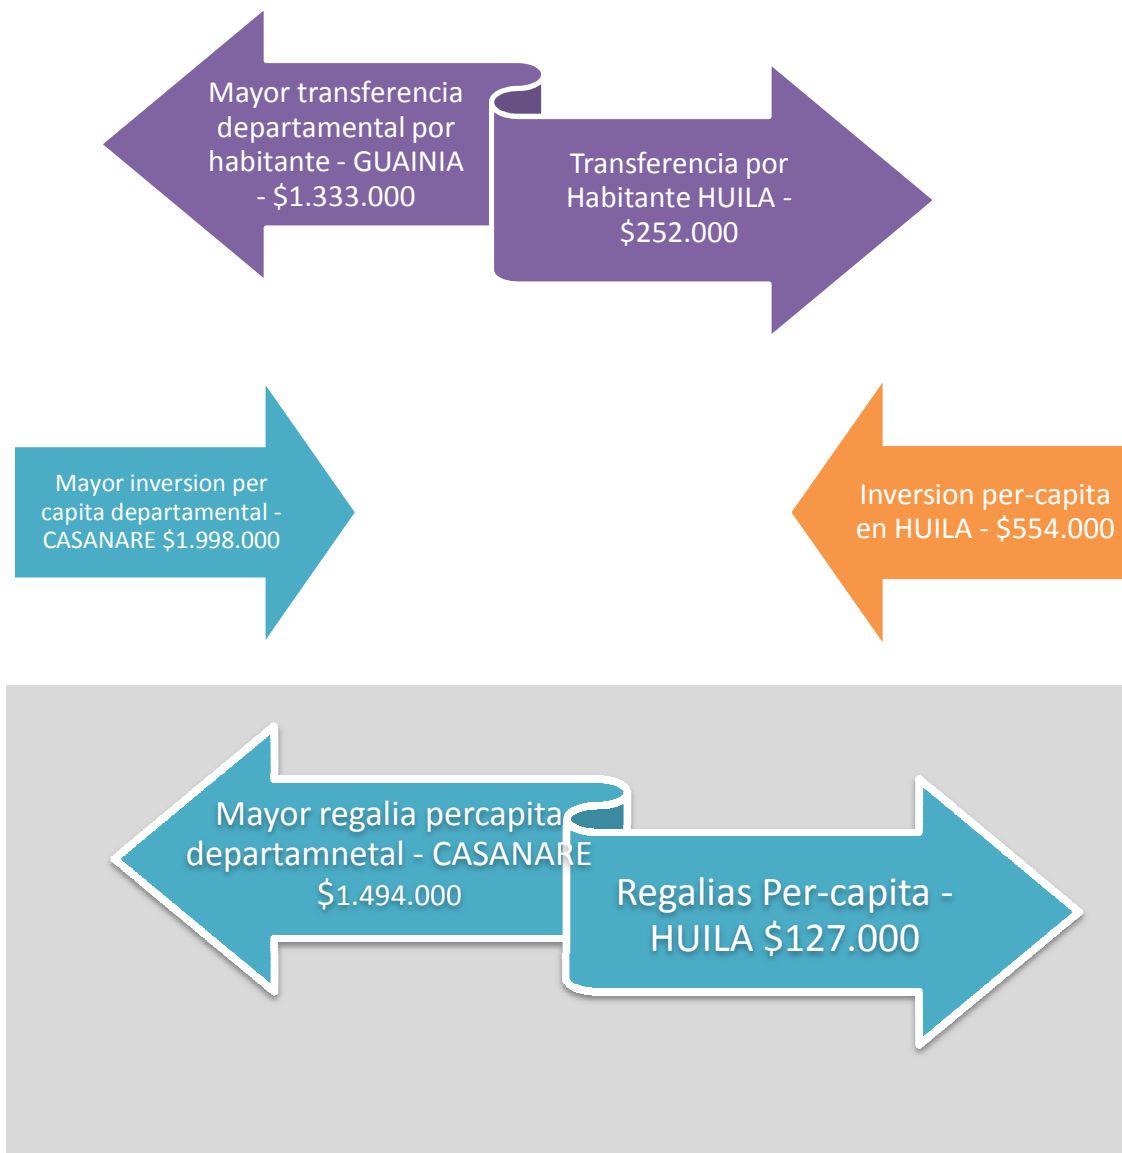 Mayor transferencia
departamental por
habitante - GUAINIA
- $1.333.000
Transferencia por
Habitante HUILA -
$252.000
Mayor inversion per
capita departamental -
CASANARE $1.998.000
Inversion per-capita
en HUILA - $554.000
Mayor regalia percapita
departamnetal - CASANARE
$1.494.000
Regalias Per-capita -
HUILA $127.000